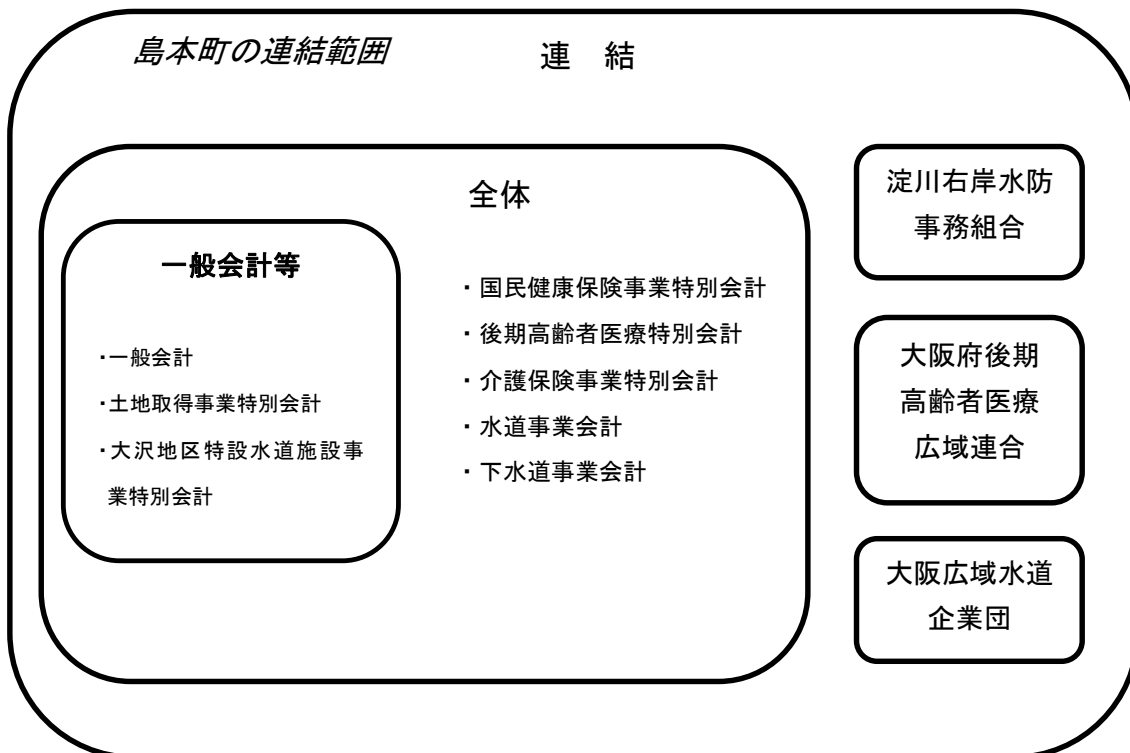 島本町の連結範囲
連　結
全体
一般会計等
・一般会計
・土地取得事業特別会計
・大沢地区特設水道施設事
業特別会計
・国民健康保険事業特別会計
・後期高齢者医療特別会計
・介護保険事業特別会計
・水道事業会計
・下水道事業会計
淀川右岸水防
事務組合
大阪府後期
高齢者医療
広域連合
大阪広域水道
企業団